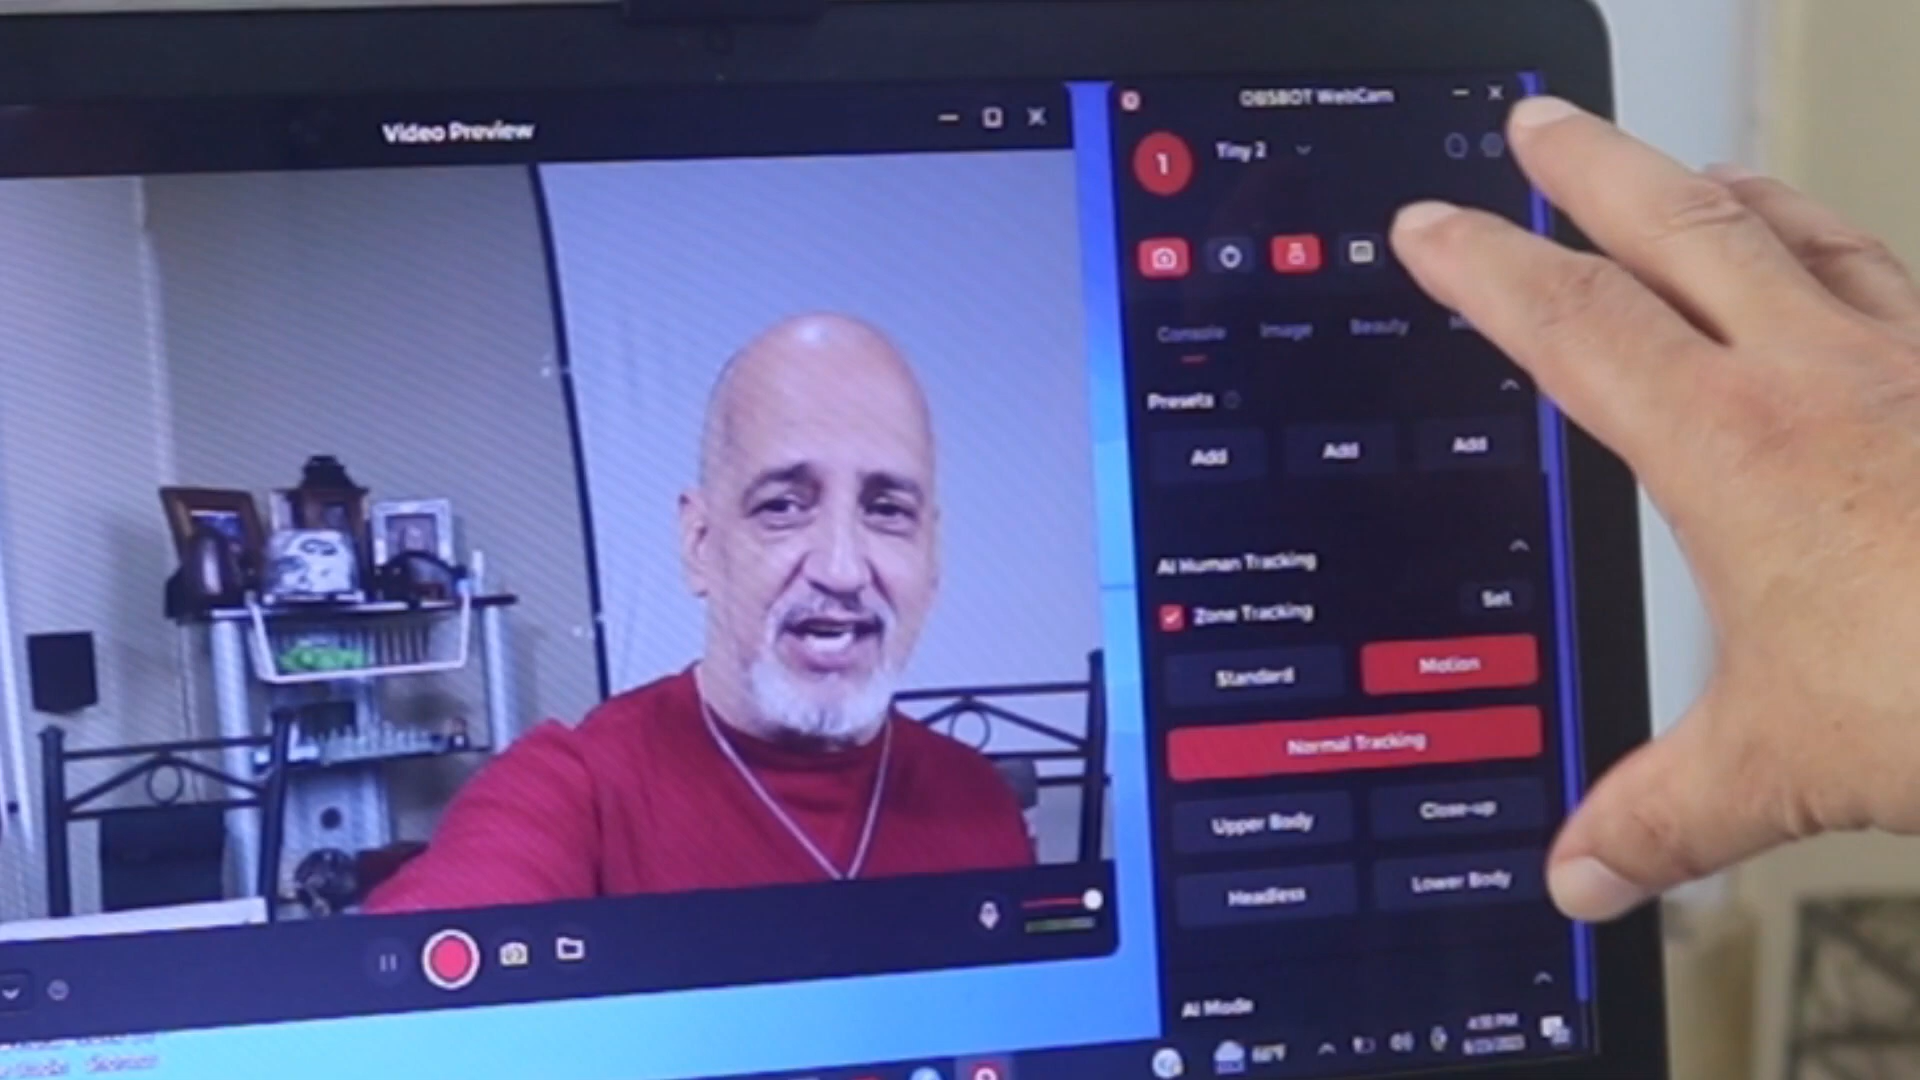 Video Preview
OBSBOT WebCam
1
Tiny 2
Console Image Beauty
Presets
Add Add Add
AI Human Tracking
Zone Tracking Set
Standard Motion
Normal Tracking
Upper Body Close-up
Headless Lower Body
AI Mode